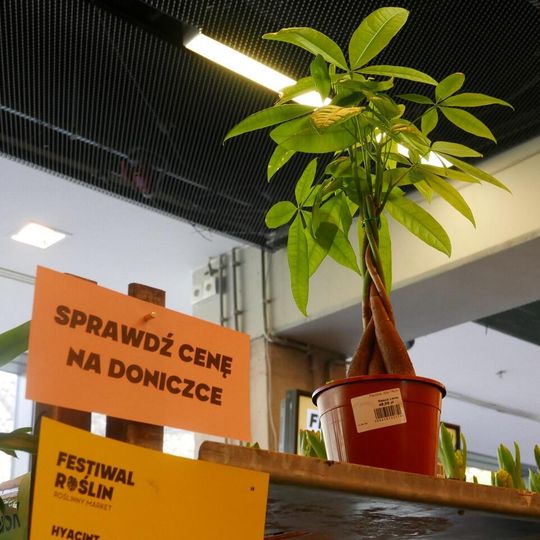 SPRAWDŹ CENĘ
NA DONICZCE
FESTIWAL
ROŚLIN
ROŚLINNY MARKET
HYACINT